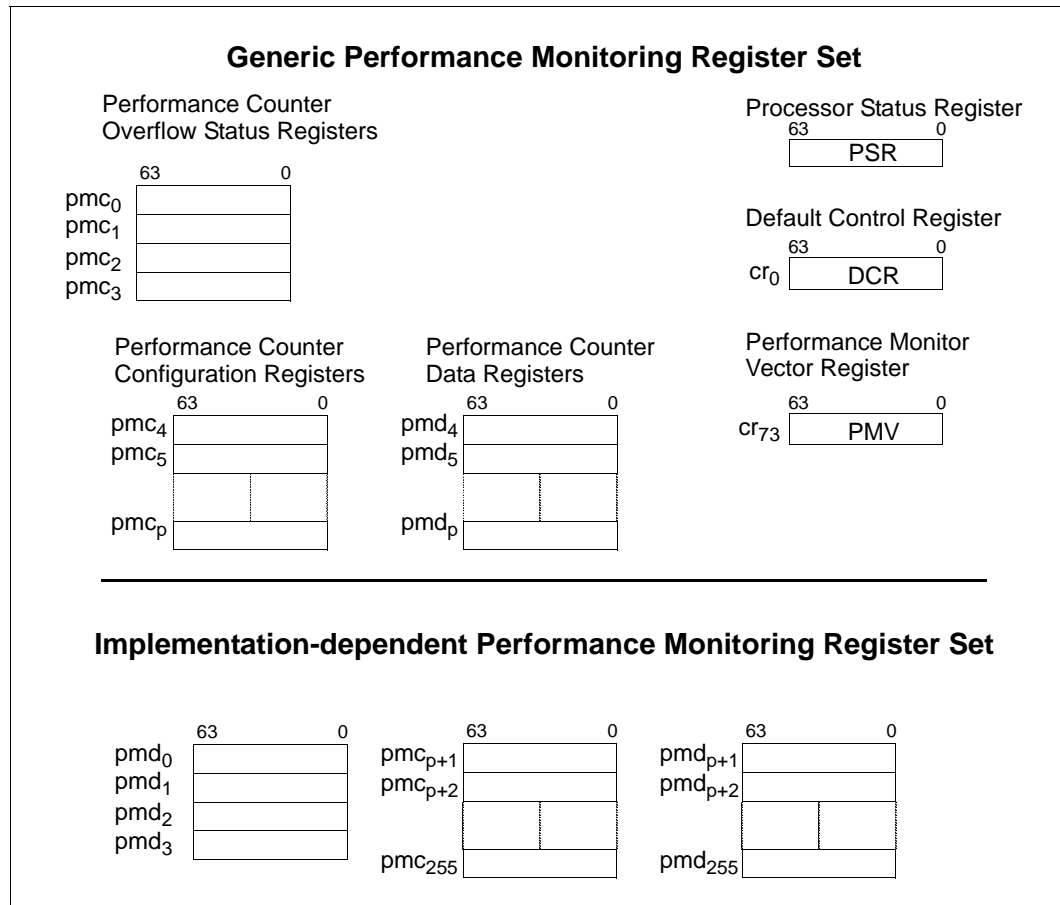 Generic Performance Monitoring Register Set
Performance Counter
Overflow Status Registers
63 0
pmc0
pmc1
pmc2
pmc3
Processor Status Register
63 0
PSR
Default Control Register
63 0
cr0 DCR
Performance Counter
Configuration Registers
63 0
pmc4
pmc5
pmcp
Performance Counter
Data Registers
63 0
pmd4
pmd5
pmdp
Performance Monitor
Vector Register
63 0
cr73 PMV
Implementation-dependent Performance Monitoring Register Set
63 0
pmd0
pmd1
pmd2
pmd3
63 0
pmcp+1
pmcp+2
pmc255
63 0
pmdp+1
pmdp+2
pmd255